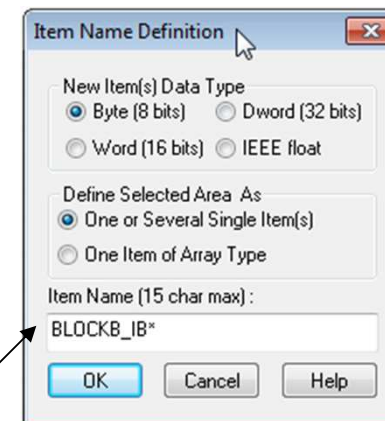 Item Name Definition
New Item(s) Data Type
Byte (8 bits) Dword (32 bits)
Word (16 bits) IEEE float
Define Selected Area As
One or Several Single Item(s)
One Item of Array Type
Item Name (15 char max) :
BLOCKB_IB*
OK Cancel Help